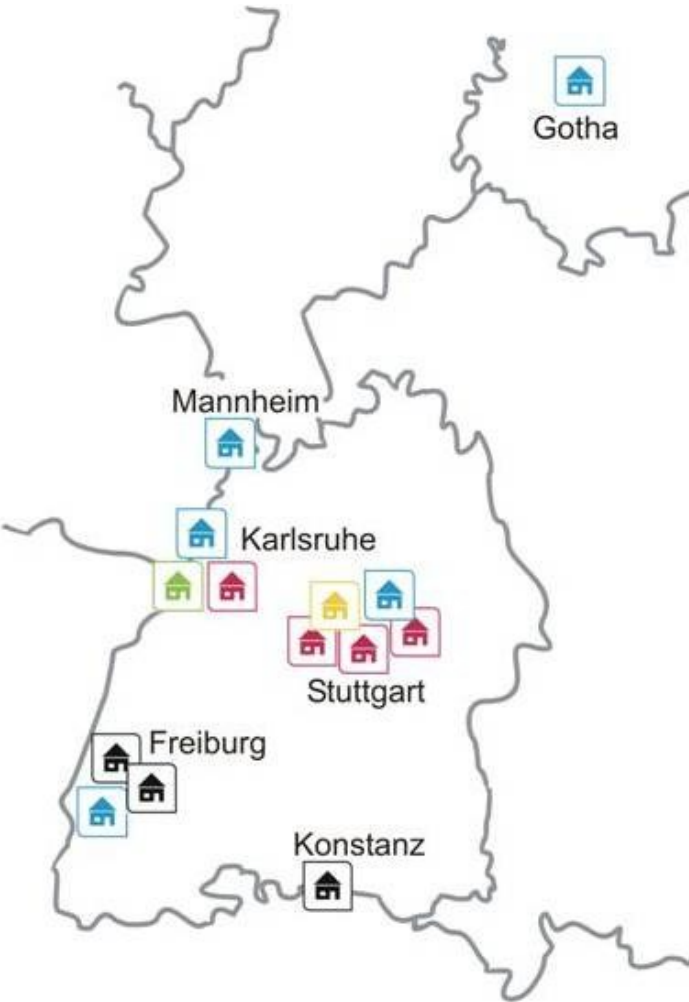 Gotha
Mannheim
Karlsruhe
Stuttgart
Freiburg
Konstanz